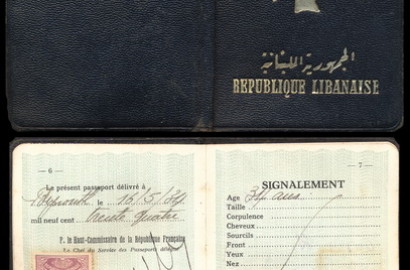 الجمهورية اللبنانية
REPUBLIQUE LIBANAISE
— 6 —
Le présent passeport délivré à
Beyrouth le 16/5/34
mil neuf cent trente quatre
P. le Haut-Commissaire de la République Française
Le Chef du Service des Passeports délégué
— 7 —
SIGNALEMENT
Age 34 ans
Taille
Corpulence
Cheveux
Sourcils
Front
Yeux
Nez